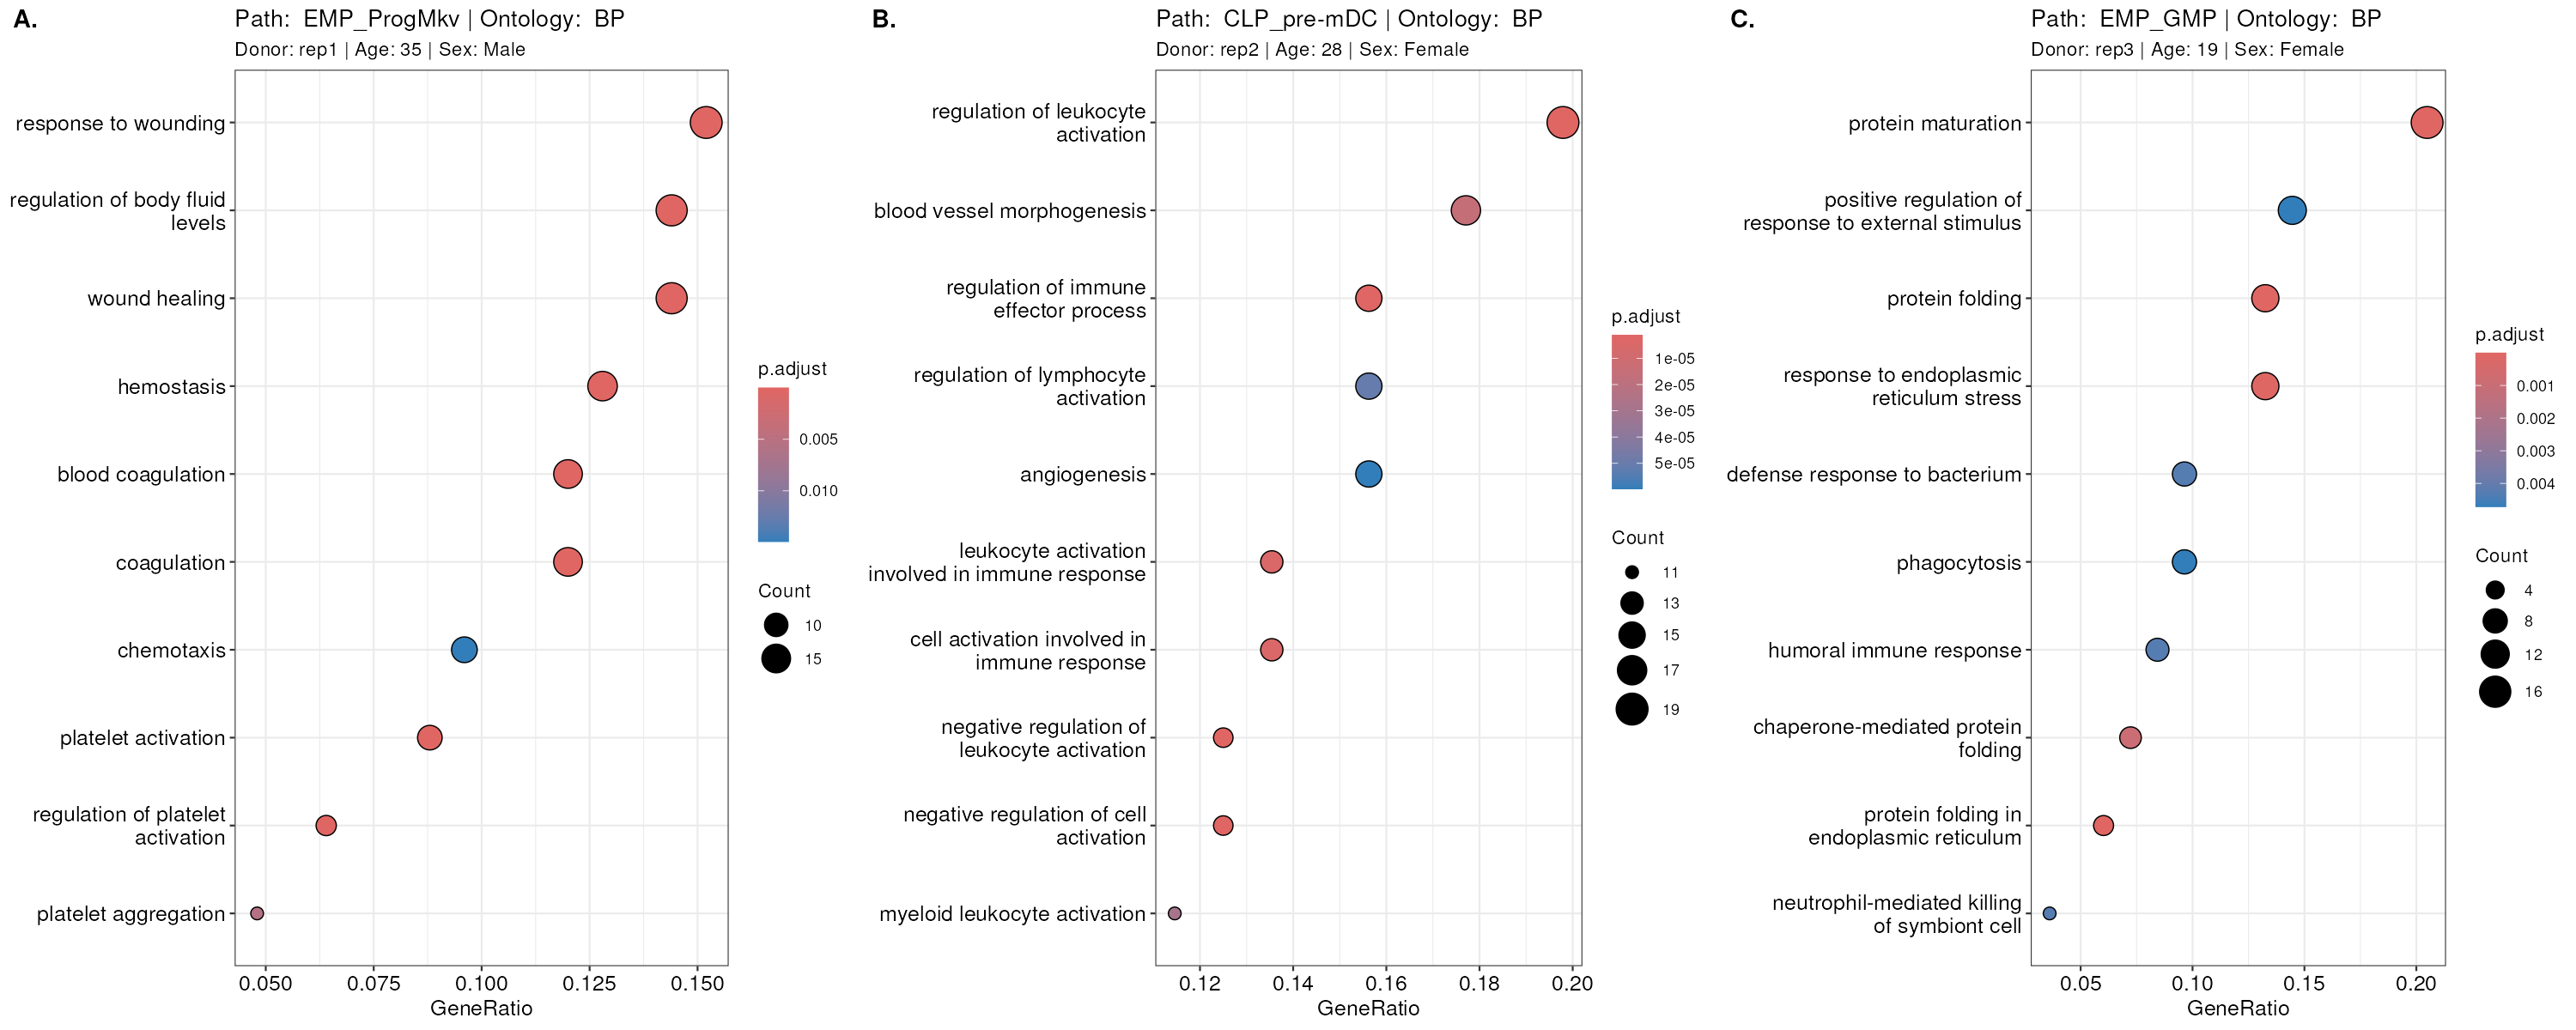 A.
Path:  EMP_ProgMkv | Ontology:  BP
Donor: rep1 | Age: 35 | Sex: Male
response to wounding
regulation of body fluid
levels
wound healing
hemostasis
blood coagulation
coagulation
chemotaxis
platelet activation
regulation of platelet
activation
platelet aggregation
0.050
0.075
0.100
0.125
0.150
GeneRatio
p.adjust
0.005
0.010
Count
10
15
B.
Path:  CLP_pre-mDC | Ontology:  BP
Donor: rep2 | Age: 28 | Sex: Female
regulation of leukocyte
activation
blood vessel morphogenesis
regulation of immune
effector process
regulation of lymphocyte
activation
angiogenesis
leukocyte activation
involved in immune response
cell activation involved in
immune response
negative regulation of
leukocyte activation
negative regulation of cell
activation
myeloid leukocyte activation
0.12
0.14
0.16
0.18
0.20
GeneRatio
p.adjust
1e-05
2e-05
3e-05
4e-05
5e-05
Count
11
13
15
17
19
C.
Path:  EMP_GMP | Ontology:  BP
Donor: rep3 | Age: 19 | Sex: Female
protein maturation
positive regulation of
response to external stimulus
protein folding
response to endoplasmic
reticulum stress
defense response to bacterium
phagocytosis
humoral immune response
chaperone-mediated protein
folding
protein folding in
endoplasmic reticulum
neutrophil-mediated killing
of symbiont cell
0.05
0.10
0.15
0.20
GeneRatio
p.adjust
0.001
0.002
0.003
0.004
Count
4
8
12
16